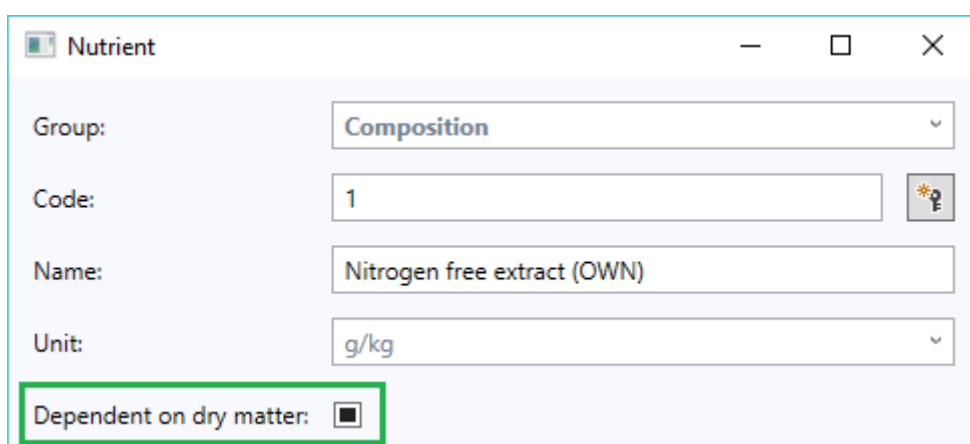 Nutrient
Group: Composition
Code: 1
Name: Nitrogen free extract (OWN)
Unit: g/kg
Dependent on dry matter: